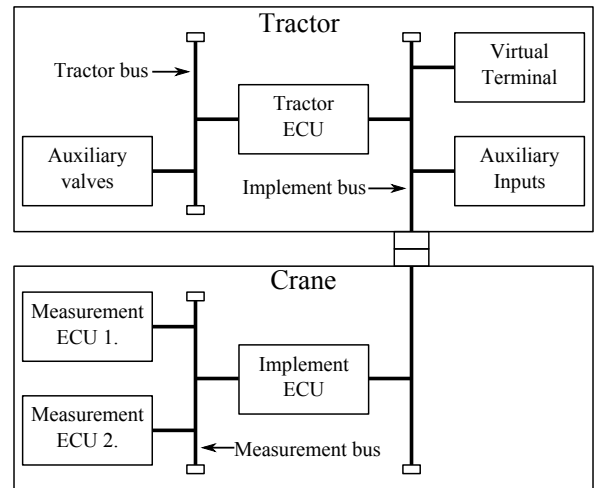 Tractor
Tractor bus
Virtual
Terminal
Tractor
ECU
Auxiliary
valves
Auxiliary
Inputs
Implement bus
Crane
Measurement
ECU 1.
Implement
ECU
Measurement
ECU 2.
Measurement bus